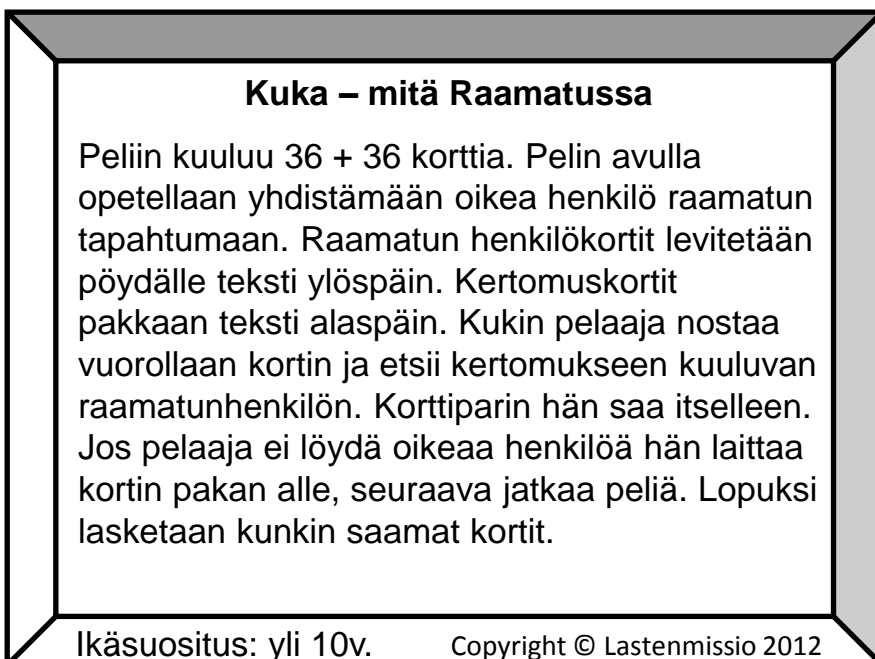 Kuka – mitä Raamatussa
Peliin kuuluu 36 + 36 korttia. Pelin avulla
opetellaan yhdistämään oikea henkilö raamatun
tapahtumaan. Raamatun henkilökortit levitetään
pöydälle teksti ylöspäin. Kertomuskortit
pakkaan teksti alaspäin. Kukin pelaaja nostaa
vuorollaan kortin ja etsii kertomukseen kuuluvan
raamatunhenkilön. Korttiparin hän saa itselleen.
Jos pelaaja ei löydä oikeaa henkilöä hän laittaa
kortin pakan alle, seuraava jatkaa peliä. Lopuksi
lasketaan kunkin saamat kortit.
Ikäsuositus: yli 10v. Copyright © Lastenmissio 2012